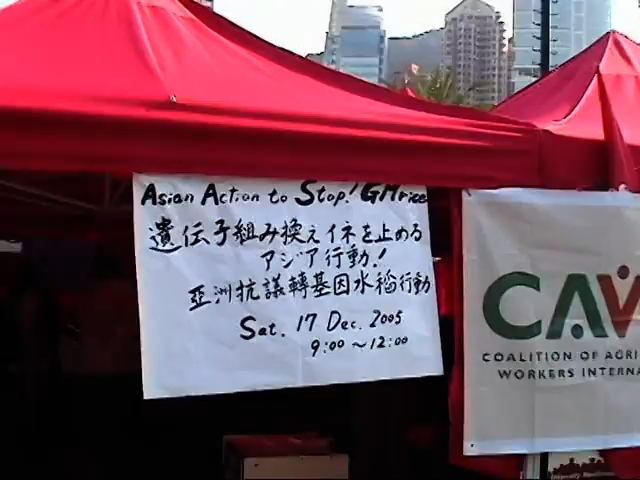 Asian Action to Stop! GM rice
遺伝子組み換えイネを止める
アジア行動!
亞洲抗議轉基因水稻行動
Sat. 17 Dec. 2005
9:00~12:00
CAW
COALITION OF AGRI
WORKERS INTERNA